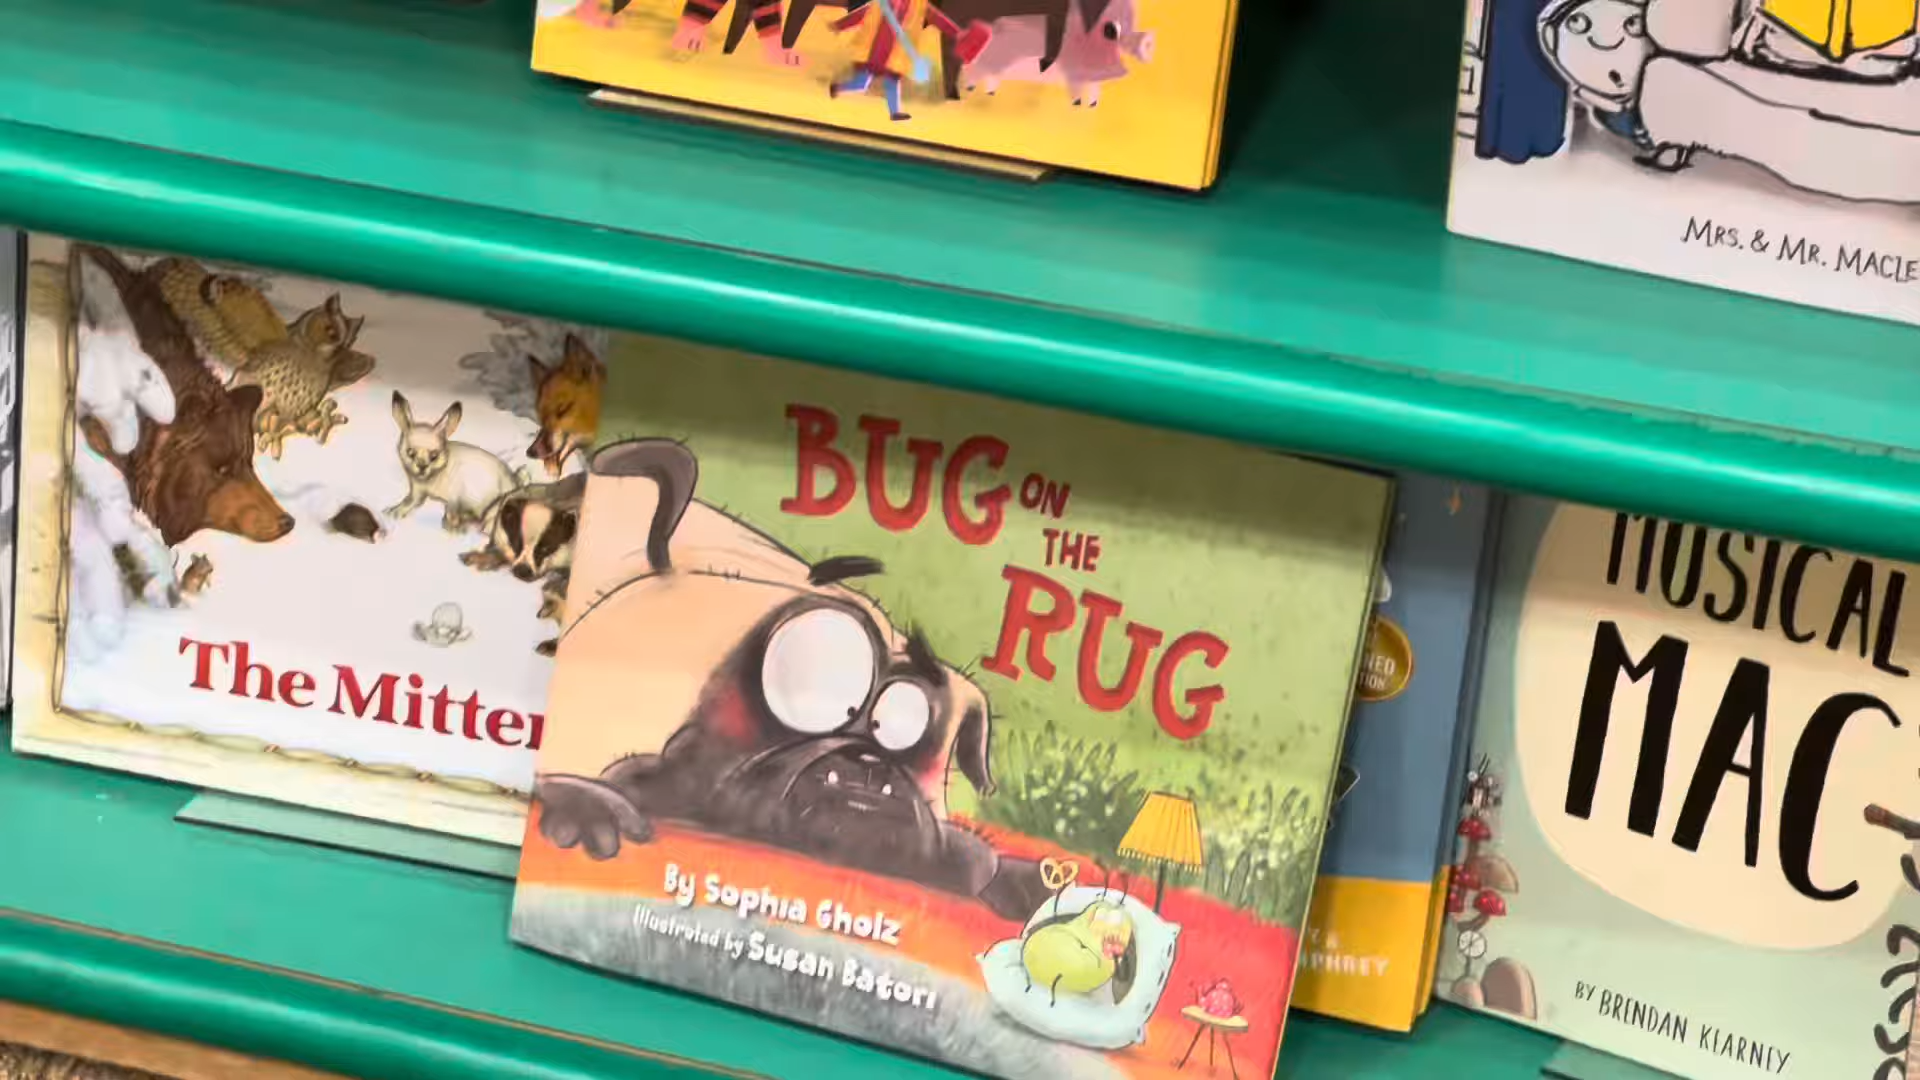 MRS. & MR. MACLE
The Mitten
BUG ON
THE
RUG
By Sophia Gholz
Illustrated by Susan Batori
MUSICAL
MAC
BY BRENDAN KEARNEY